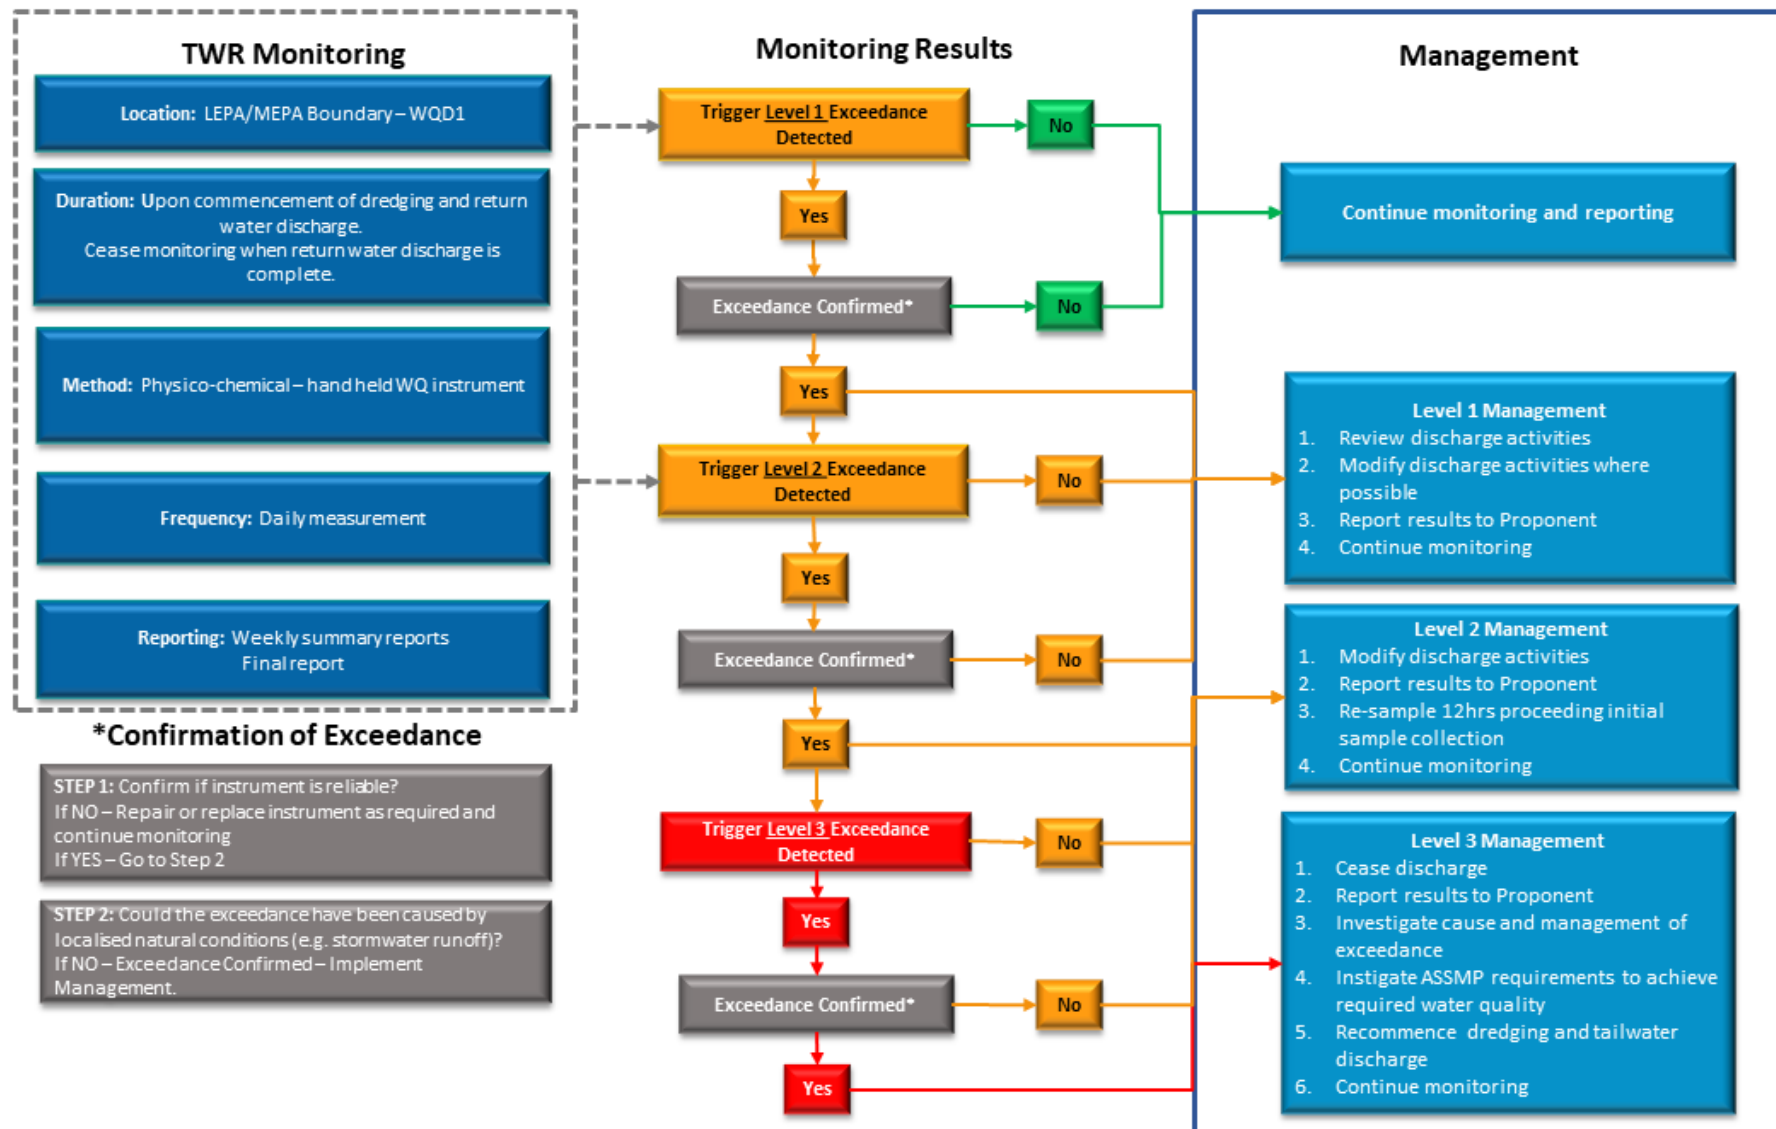 TWR Monitoring
Location: LEPA/MEPA Boundary – WQD1
Duration: Upon commencement of dredging and return
water discharge.
Cease monitoring when return water discharge is
complete.
Method: Physico-chemical – hand held WQ instrument
Frequency: Daily measurement
Reporting: Weekly summary reports
Final report
*Confirmation of Exceedance
STEP 1: Confirm if instrument is reliable?
If NO – Repair or replace instrument as required and
continue monitoring
If YES – Go to Step 2
STEP 2: Could the exceedance have been caused by
localised natural conditions (e.g. stormwater runoff)?
If NO – Exceedance Confirmed – Implement
Management.
Monitoring Results
Trigger Level 1 Exceedance
Detected
No
Yes
Exceedance Confirmed*
No
Yes
Trigger Level 2 Exceedance
Detected
No
Yes
Exceedance Confirmed*
No
Yes
Trigger Level 3 Exceedance
Detected
No
Yes
Exceedance Confirmed*
No
Yes
Management
Continue monitoring and reporting
Level 1 Management
1. Review discharge activities
2. Modify discharge activities where
possible
3. Report results to Proponent
4. Continue monitoring
Level 2 Management
1. Modify discharge activities
2. Report results to Proponent
3. Re-sample 12hrs proceeding initial
sample collection
4. Continue monitoring
Level 3 Management
1. Cease discharge
2. Report results to Proponent
3. Investigate cause and management of
exceedance
4. Instigate ASSMP requirements to achieve
required water quality
5. Recommence dredging and tailwater
discharge
6. Continue monitoring